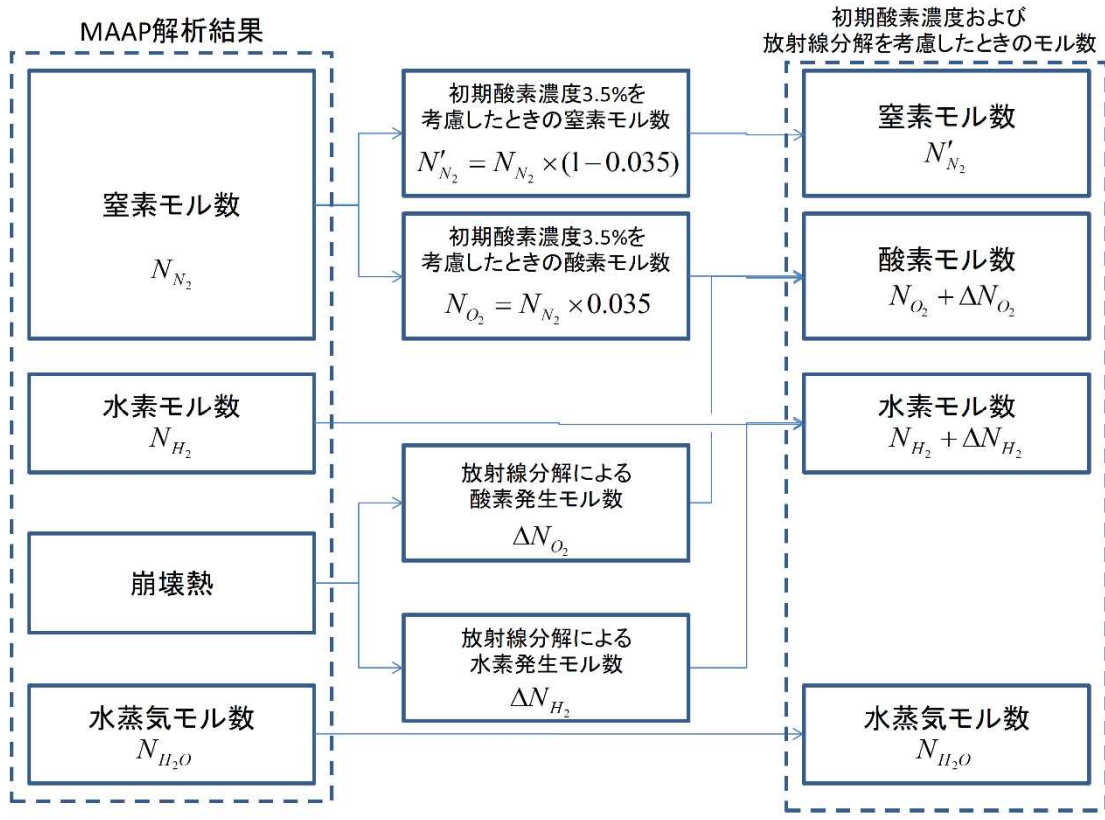 MAAP解析結果
窒素モル数
N_{N_2}
水素モル数
N_{H_2}
崩壊熱
水蒸気モル数
N_{H_2O}
初期酸素濃度3.5%を
考慮したときの窒素モル数
N'_{N_2} = N_{N_2} × (1−0.035)
初期酸素濃度3.5%を
考慮したときの酸素モル数
N_{O_2} = N_{N_2} × 0.035
放射線分解による
酸素発生モル数
ΔN_{O_2}
放射線分解による
水素発生モル数
ΔN_{H_2}
初期酸素濃度および
放射線分解を考慮したときのモル数
窒素モル数
N'_{N_2}
酸素モル数
N_{O_2} + ΔN_{O_2}
水素モル数
N_{H_2} + ΔN_{H_2}
水蒸気モル数
N_{H_2O}